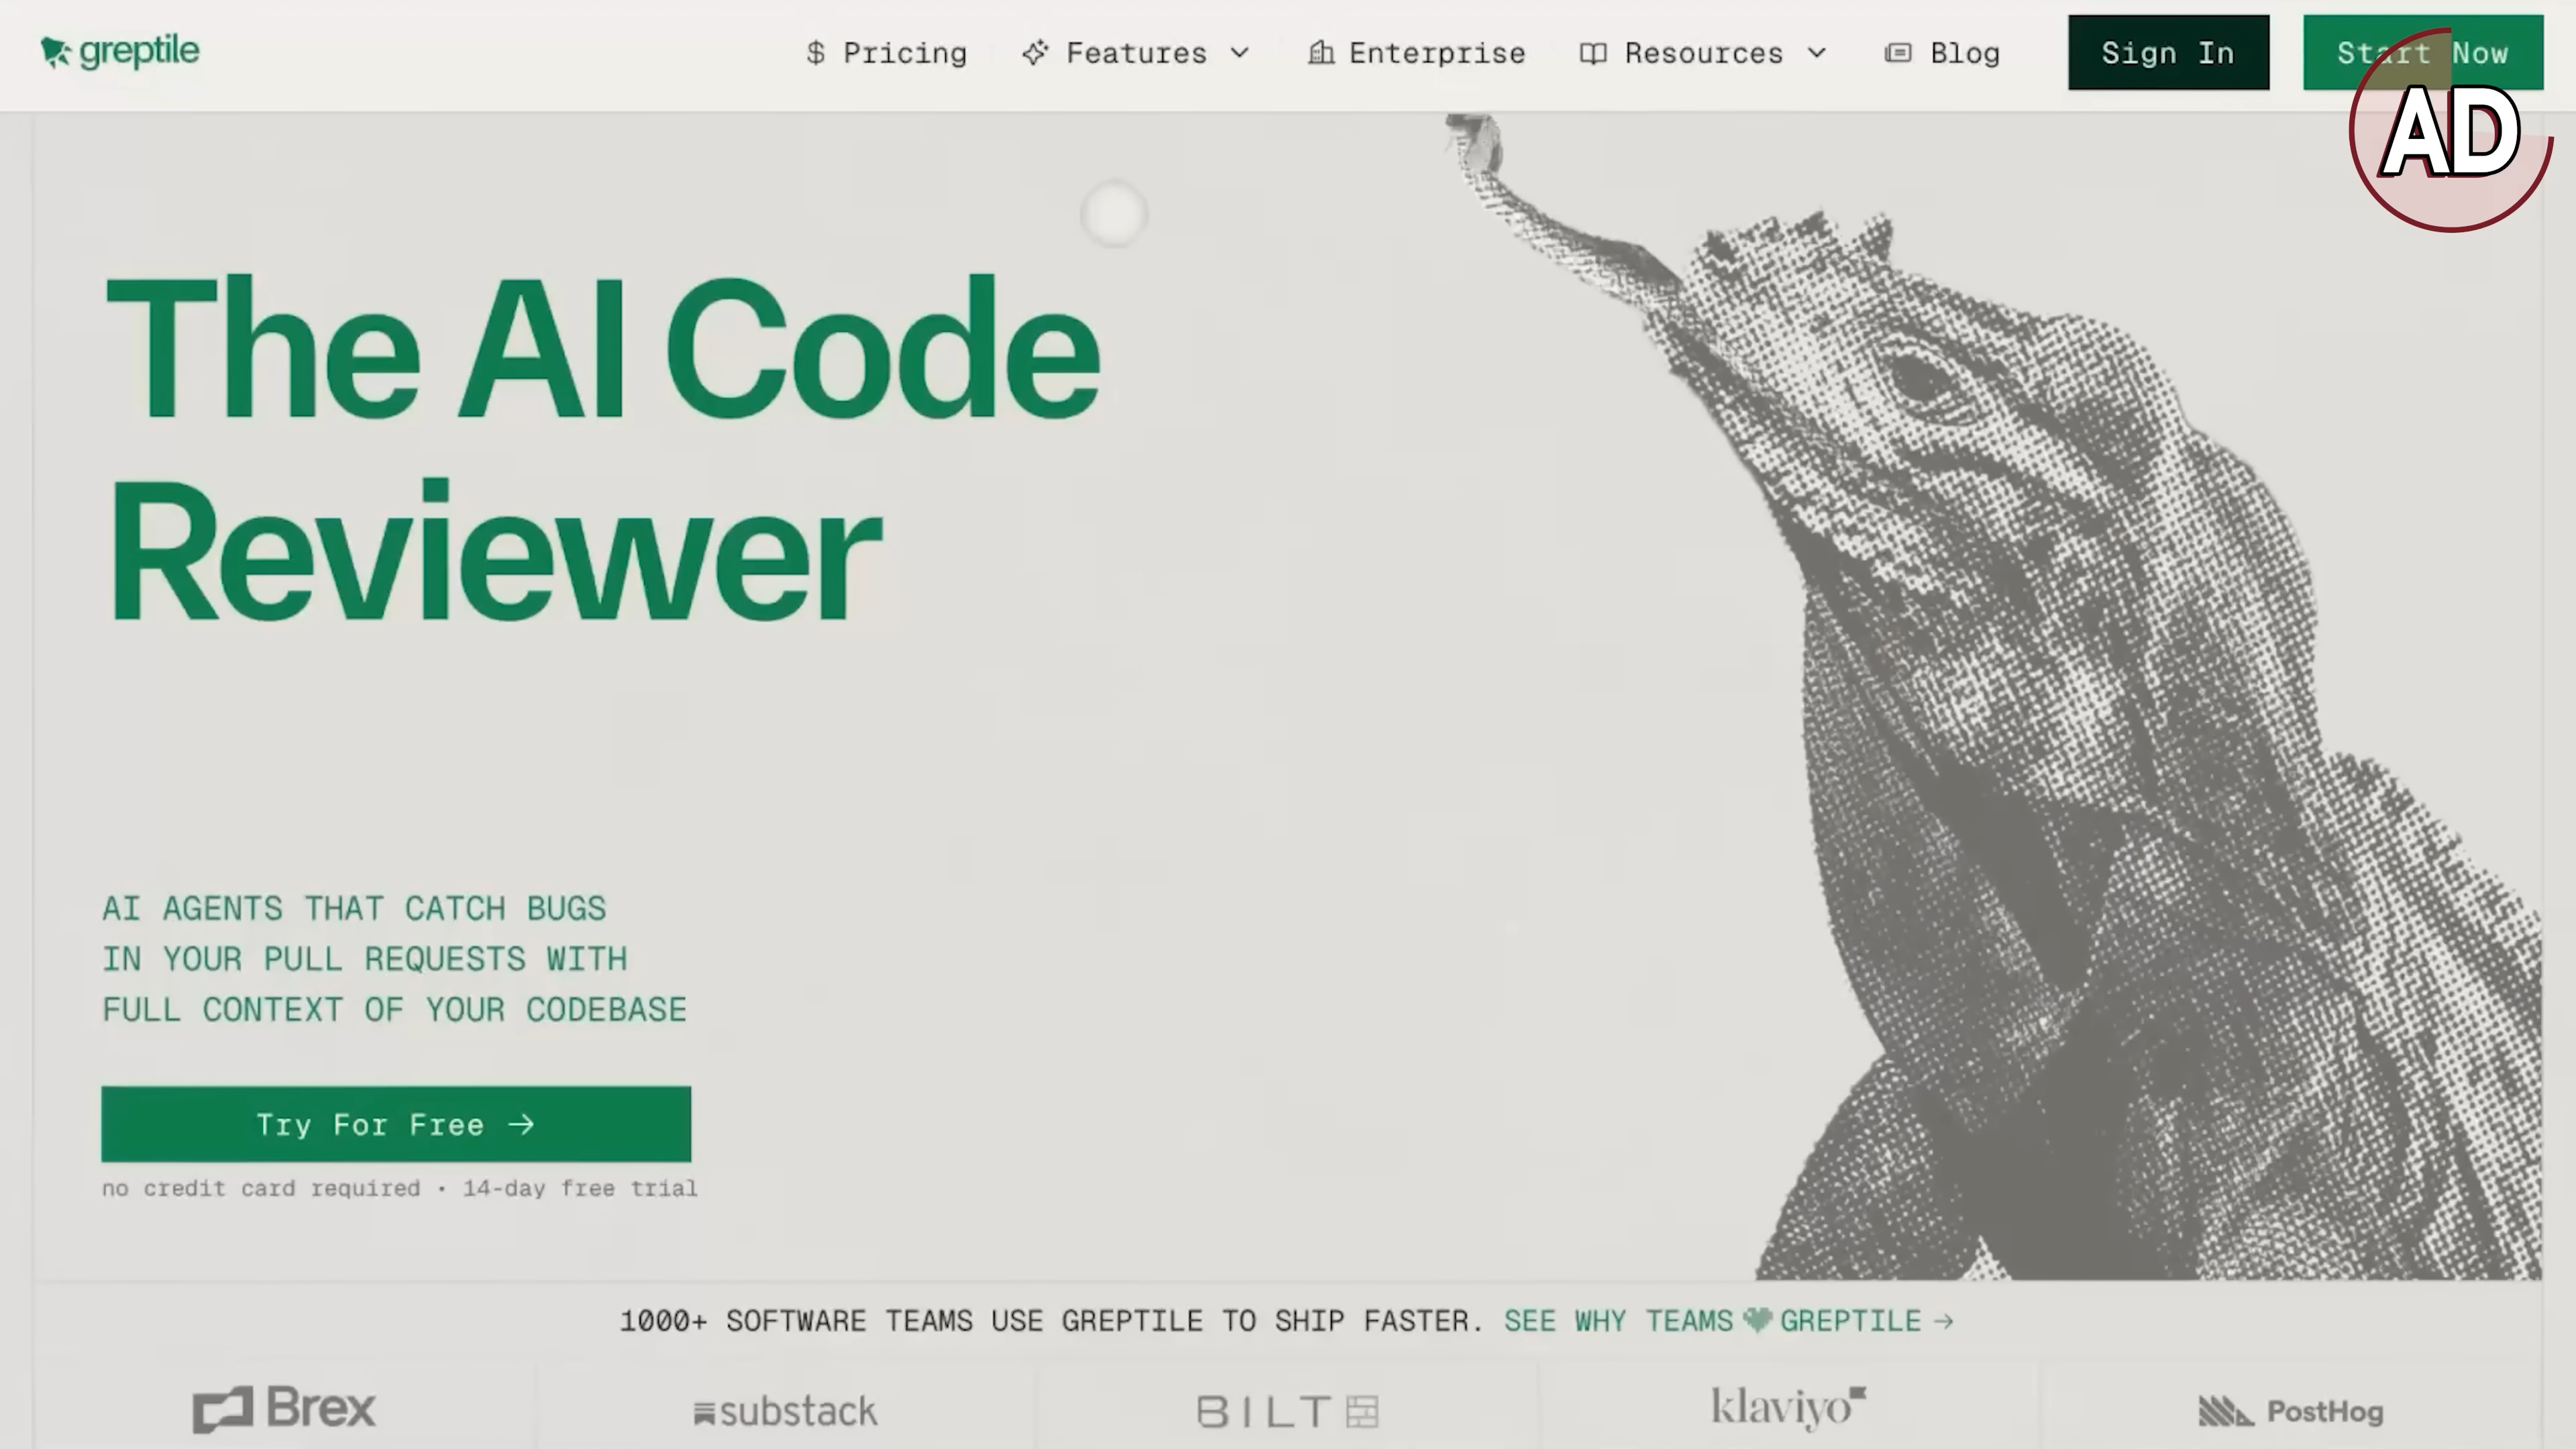 greptile
$ Pricing
Features
Enterprise
Resources
Blog
Sign In
Start Now
AD
The AI Code
Reviewer
AI AGENTS THAT CATCH BUGS
IN YOUR PULL REQUESTS WITH
FULL CONTEXT OF YOUR CODEBASE
Try For Free →
no credit card required • 14-day free trial
1000+ SOFTWARE TEAMS USE GREPTILE TO SHIP FASTER. SEE WHY TEAMS GREPTILE →
Brex
substack
BILT
klaviyo
PostHog